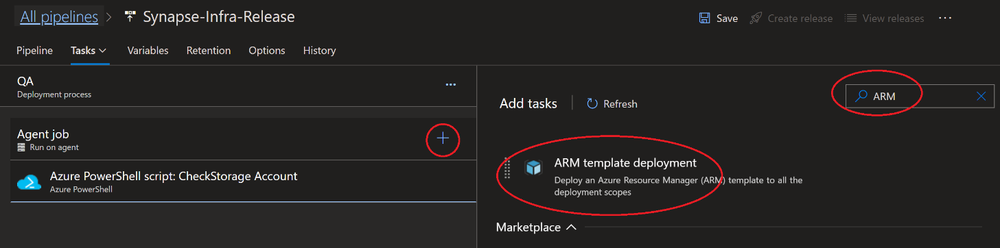 All pipelines > Synapse-Infra-Release
Save Create release View releases ...
Pipeline Tasks Variables Retention Options History
QA
Deployment process
...
Agent job
Run on agent
Azure PowerShell script: CheckStorage Account
Azure PowerShell
Add tasks | Refresh
ARM
ARM template deployment
Deploy an Azure Resource Manager (ARM) template to all the
deployment scopes
Marketplace